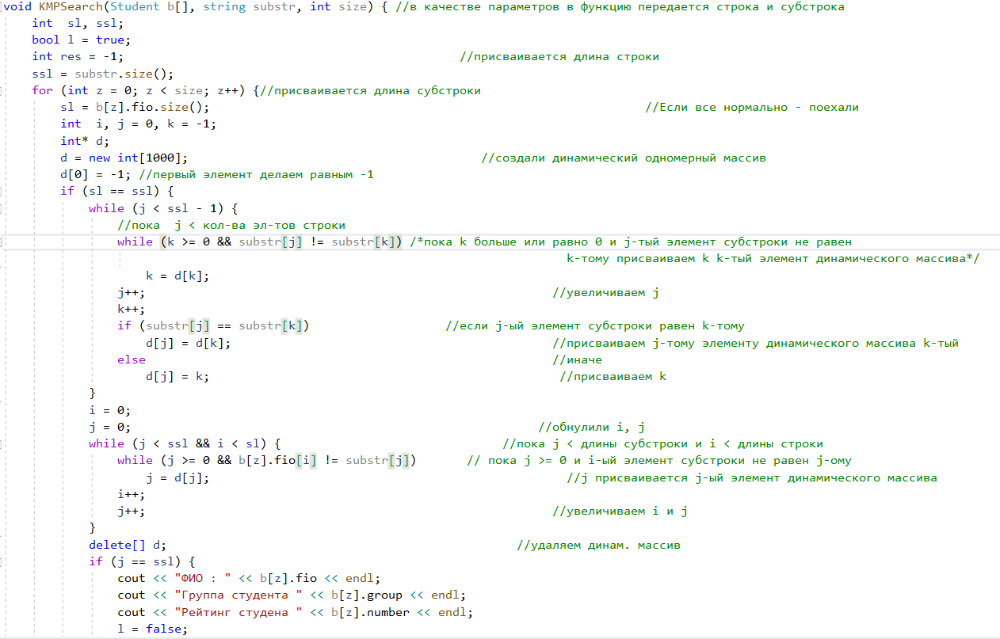 void KMPSearch(Student b[], string substr, int size) { //в качестве параметров в функцию передается строка и субстрока
int sl, ssl;
bool l = true;
int res = -1; //присваивается длина строки
ssl = substr.size();
for (int z = 0; z < size; z++) {//присваивается длина субстроки
sl = b[z].fio.size(); //Если все нормально - поехали
int i, j = 0, k = -1;
int* d;
d = new int[1000]; //создали динамический одномерный массив
d[0] = -1; //первый элемент делаем равным -1
if (sl == ssl) {
while (j < ssl - 1) {
//пока j < кол-ва эл-тов строки
while (k >= 0 && substr[j] != substr[k]) /*пока k больше или равно 0 и j-тый элемент субстроки не равен
k-тому присваиваем k k-тый элемент динамического массива*/
k = d[k];
j++; //увеличиваем j
k++;
if (substr[j] == substr[k]) //если j-ый элемент субстроки равен k-тому
d[j] = d[k]; //присваиваем j-тому элементу динамического массива k-тый
else //иначе
d[j] = k; //присваиваем k
}
i = 0;
j = 0; //обнулили i, j
while (j < ssl && i < sl) { //пока j < длины субстроки и i < длины строки
while (j >= 0 && b[z].fio[i] != substr[j]) // пока j >= 0 и i-ый элемент субстроки не равен j-ому
j = d[j]; //j присваивается j-ый элемент динамического массива
i++;
j++; //увеличиваем i и j
}
delete[] d; //удаляем динам. массив
if (j == ssl) {
cout << "ФИО : " << b[z].fio << endl;
cout << "Группа студента " << b[z].group << endl;
cout << "Рейтинг студена " << b[z].number << endl;
l = false;